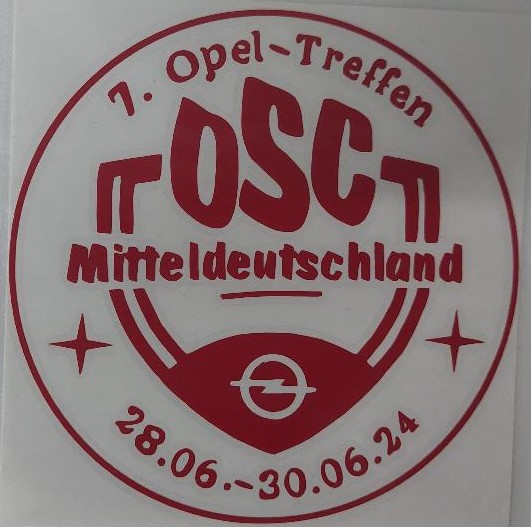 7. Opel-Treffen
OSC
Mitteldeutschland
28.06.-30.06.24